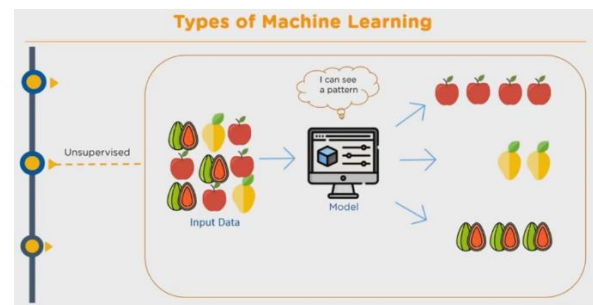 Types of Machine Learning
I can see
a pattern
Unsupervised
Input Data
Model